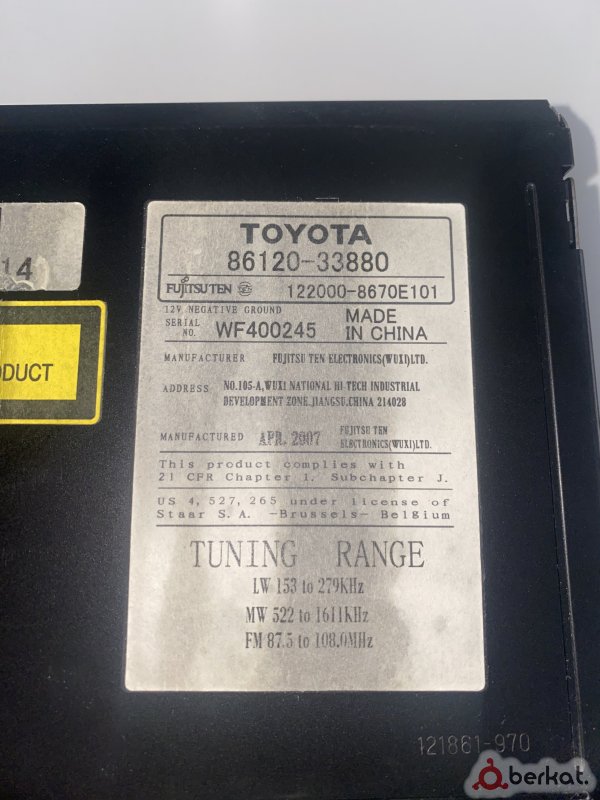 TOYOTA
86120-33880
FUJITSU TEN 122000-8670E101
12V NEGATIVE GROUND
SERIAL NO. WF400245 MADE IN CHINA
MANUFACTURER FUJITSU TEN ELECTRONICS(WUXI)LTD.
ADDRESS NO.105-A,WUXI NATIONAL HI-TECH INDUSTRIAL
DEVELOPMENT ZONE.JIANGSU.CHINA 214028
MANUFACTURED APR. 2007 FUJITSU TEN
ELECTRONICS(WUXI)LTD.
This product complies with
21 CFR Chapter 1. Subchapter J.
US 4, 527, 265 under license of
Staar S. A. -Brussels- Belgium
TUNING RANGE
LW 153 to 279KHz
MW 522 to 1611KHz
FM 87.5 to 108.0MHz
14
DUCT
121861-970
berkat.